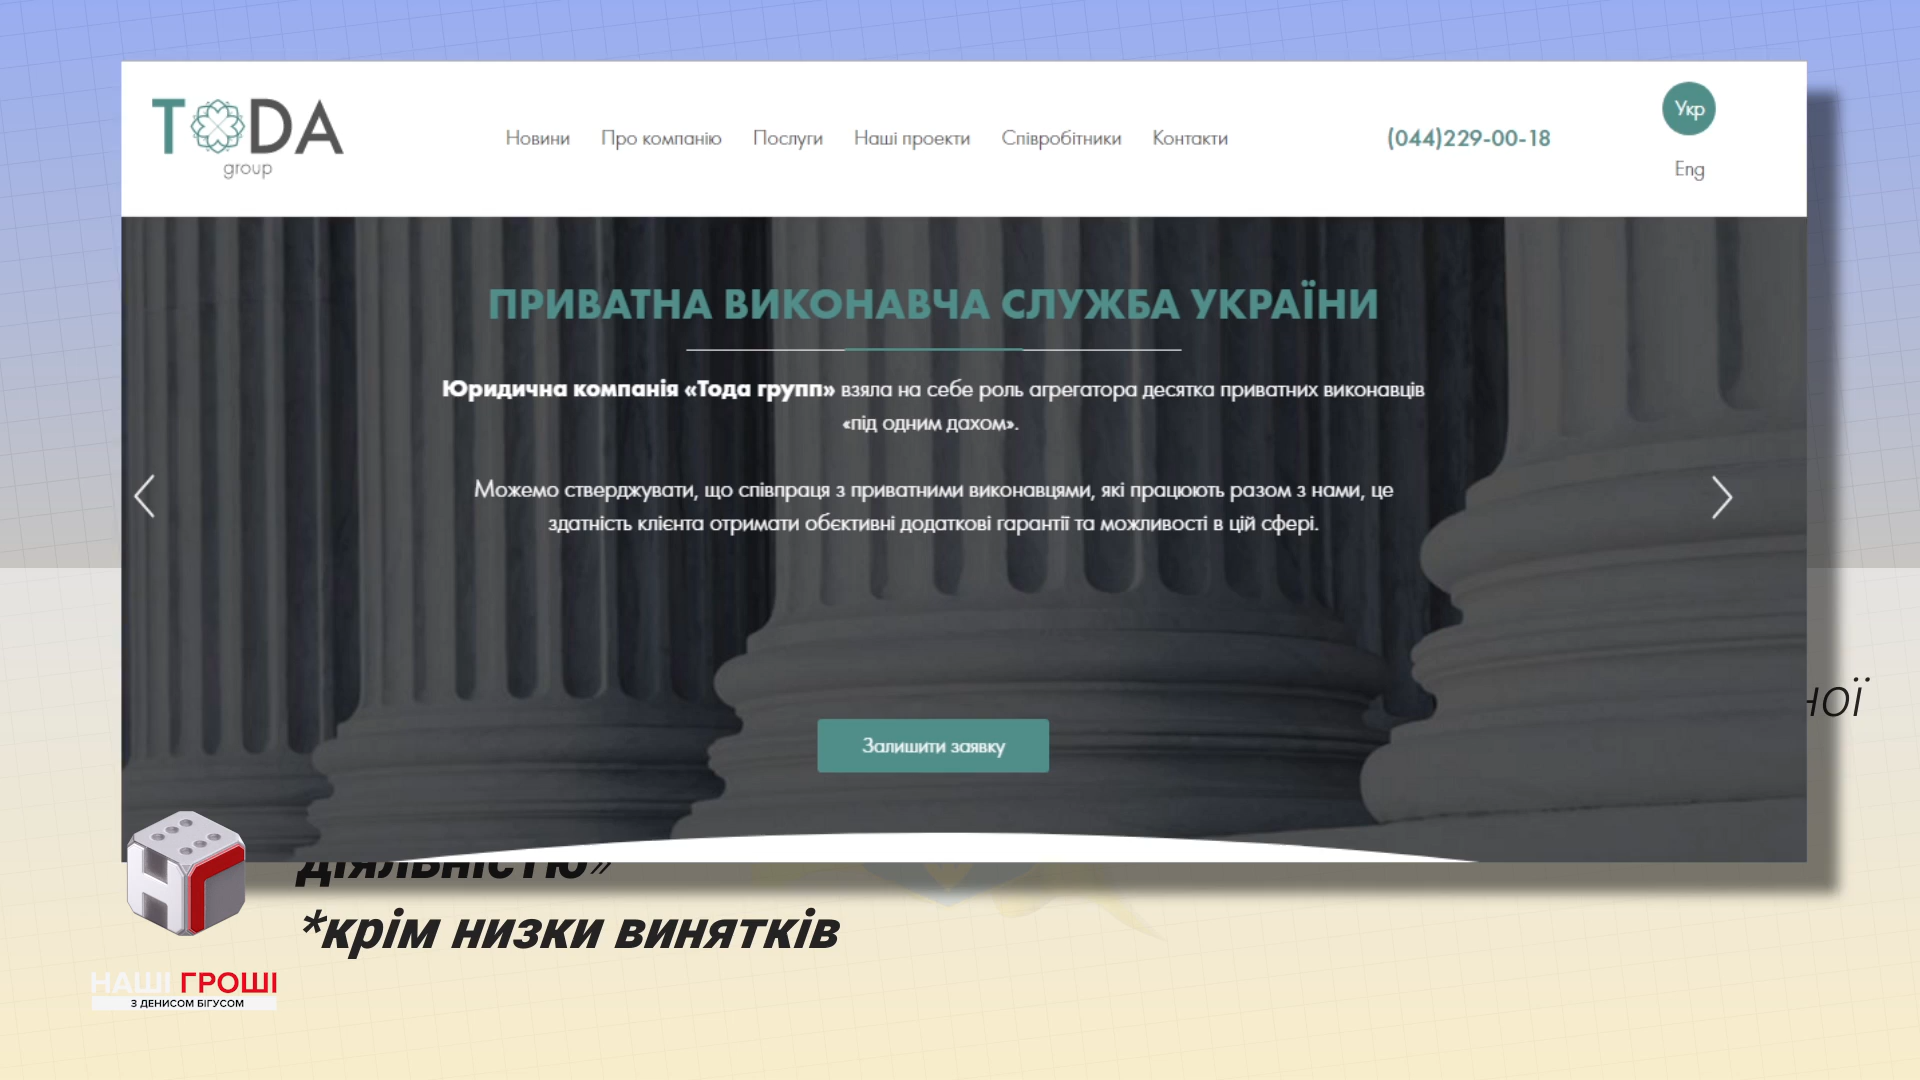 TODA
group
Новини
Про компанію
Послуги
Наші проекти
Співробітники
Контакти
(044)229-00-18
Укр
Eng
ПРИВАТНА ВИКОНАВЧА СЛУЖБА УКРАЇНИ
Юридична компанія «Тода групп» взяла на себе роль агрегатора десятка приватних виконавців
«під одним дахом».
Можемо стверджувати, що співпраця з приватними виконавцями, які працюють разом з нами, це
здатність клієнта отримати обєктивні додаткові гарантії та можливості в цій сфері.
Залишити заявку
діяльністю»
*крім низки винятків
НАШІ ГРОШІ
З ДЕНИСОМ БІГУСОМ